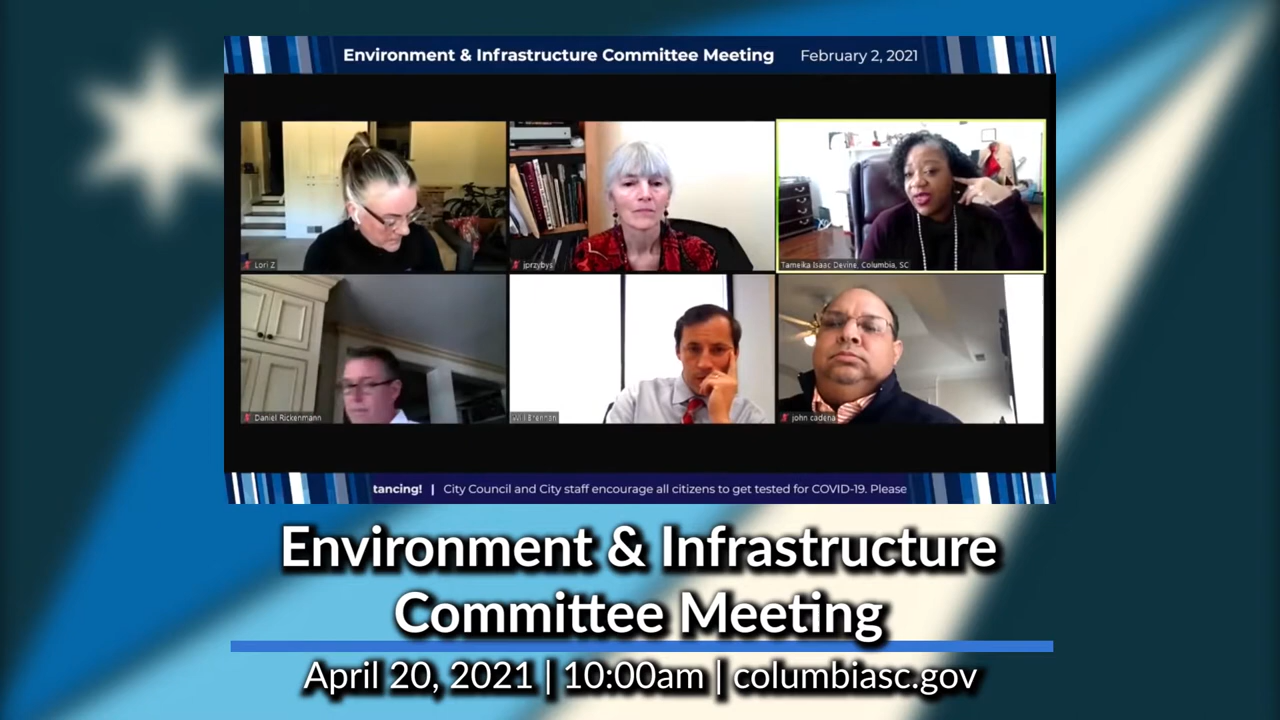 Environment & Infrastructure Committee Meeting February 2, 2021
Lori Z
jprzybys
Tameika Isaac Devine, Columbia, SC
Daniel Rickenmann
Will Brennan
john cadena
tancing! | City Council and City staff encourage all citizens to get tested for COVID-19. Please
Environment & Infrastructure
Committee Meeting
April 20, 2021 | 10:00am | columbiasc.gov